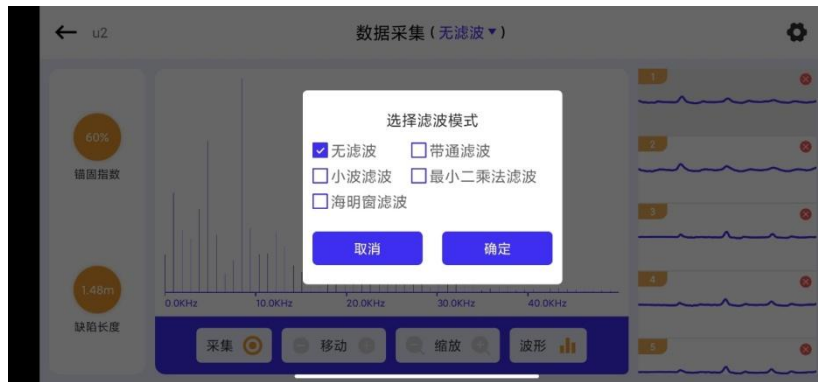 u2
数据采集(无滤波▼)
60%
锚固指数
1.48m
缺陷长度
选择滤波模式
无滤波 带通滤波
小波滤波 最小二乘法滤波
海明窗滤波
取消 确定
0.0KHz 10.0KHz 20.0KHz 30.0KHz 40.0KHz
采集 移动 缩放 波形
1
2
3
4
5